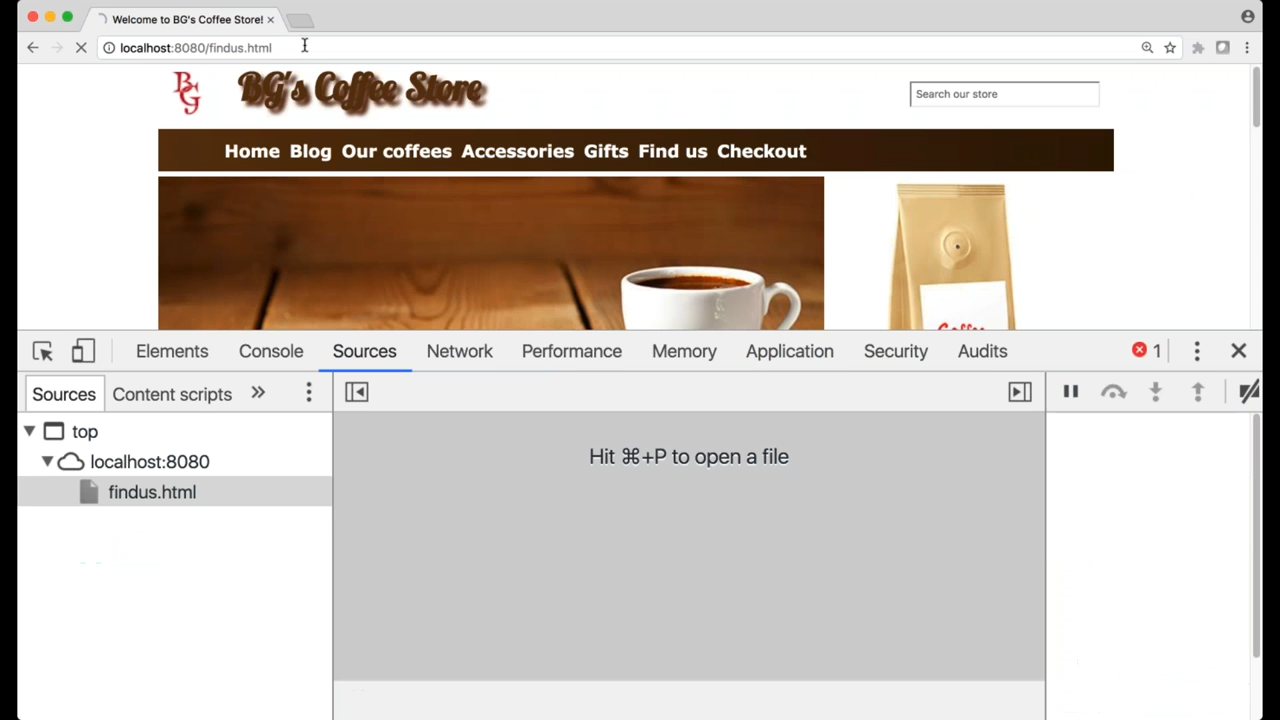 Welcome to BG's Coffee Store!
localhost:8080/findus.html
BG
BG's Coffee Store
Search our store
Home Blog Our coffees Accessories Gifts Find us Checkout
Coffee
Elements Console Sources Network Performance Memory Application Security Audits 1
Sources Content scripts
top
Hit ⌘+P to open a file
localhost:8080
findus.html